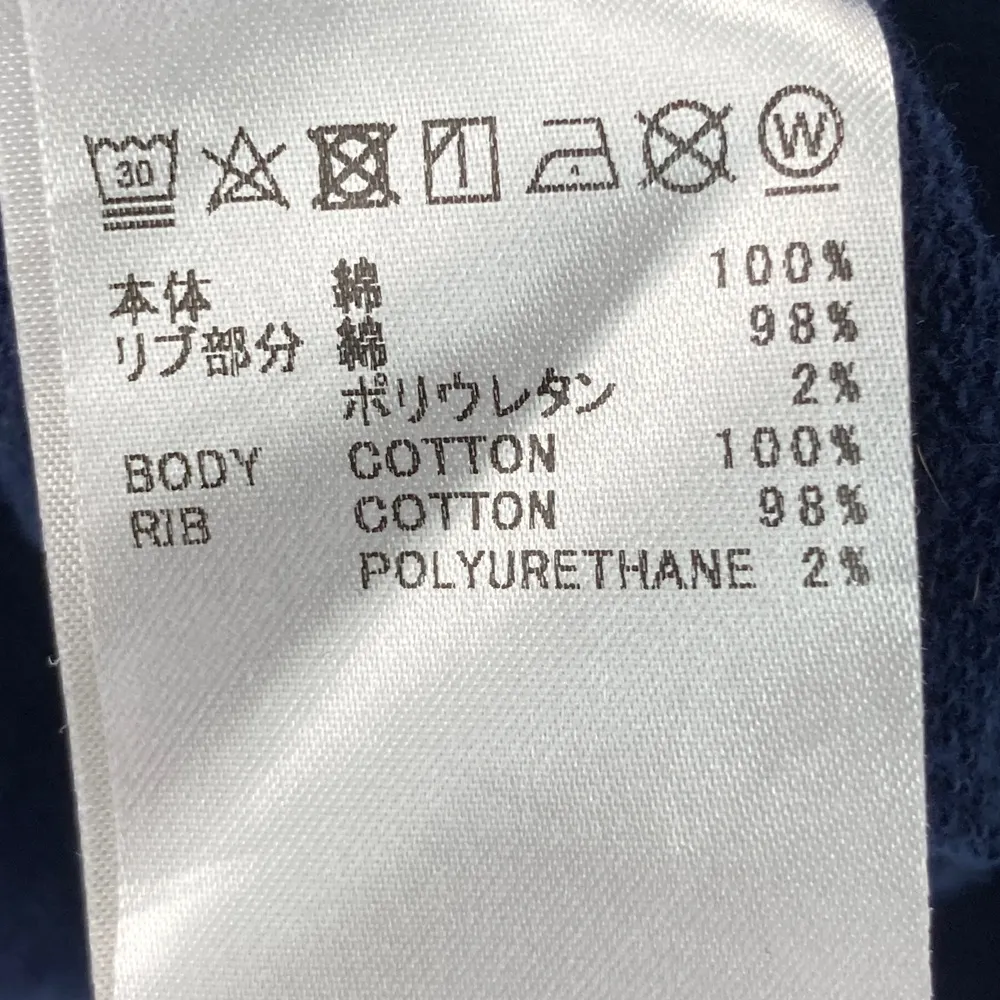 30 W
本体 綿 100%
リブ部分 綿 98%
ポリウレタン 2%
BODY COTTON 100%
RIB COTTON 98%
POLYURETHANE 2%